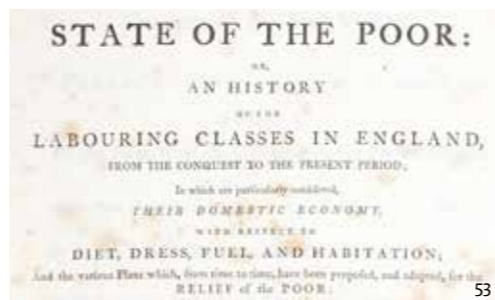 STATE OF THE POOR:
OR,
AN HISTORY
OF THE
LABOURING CLASSES IN ENGLAND,
FROM THE CONQUEST TO THE PRESENT PERIOD;
In which are particularly considered,
THEIR DOMESTIC ECONOMY,
WITH RESPECT TO
DIET, DRESS, FUEL, AND HABITATION;
And the various Plans which, from time to time, have been proposed, and adopted, for the
RELIEF of the POOR:
53